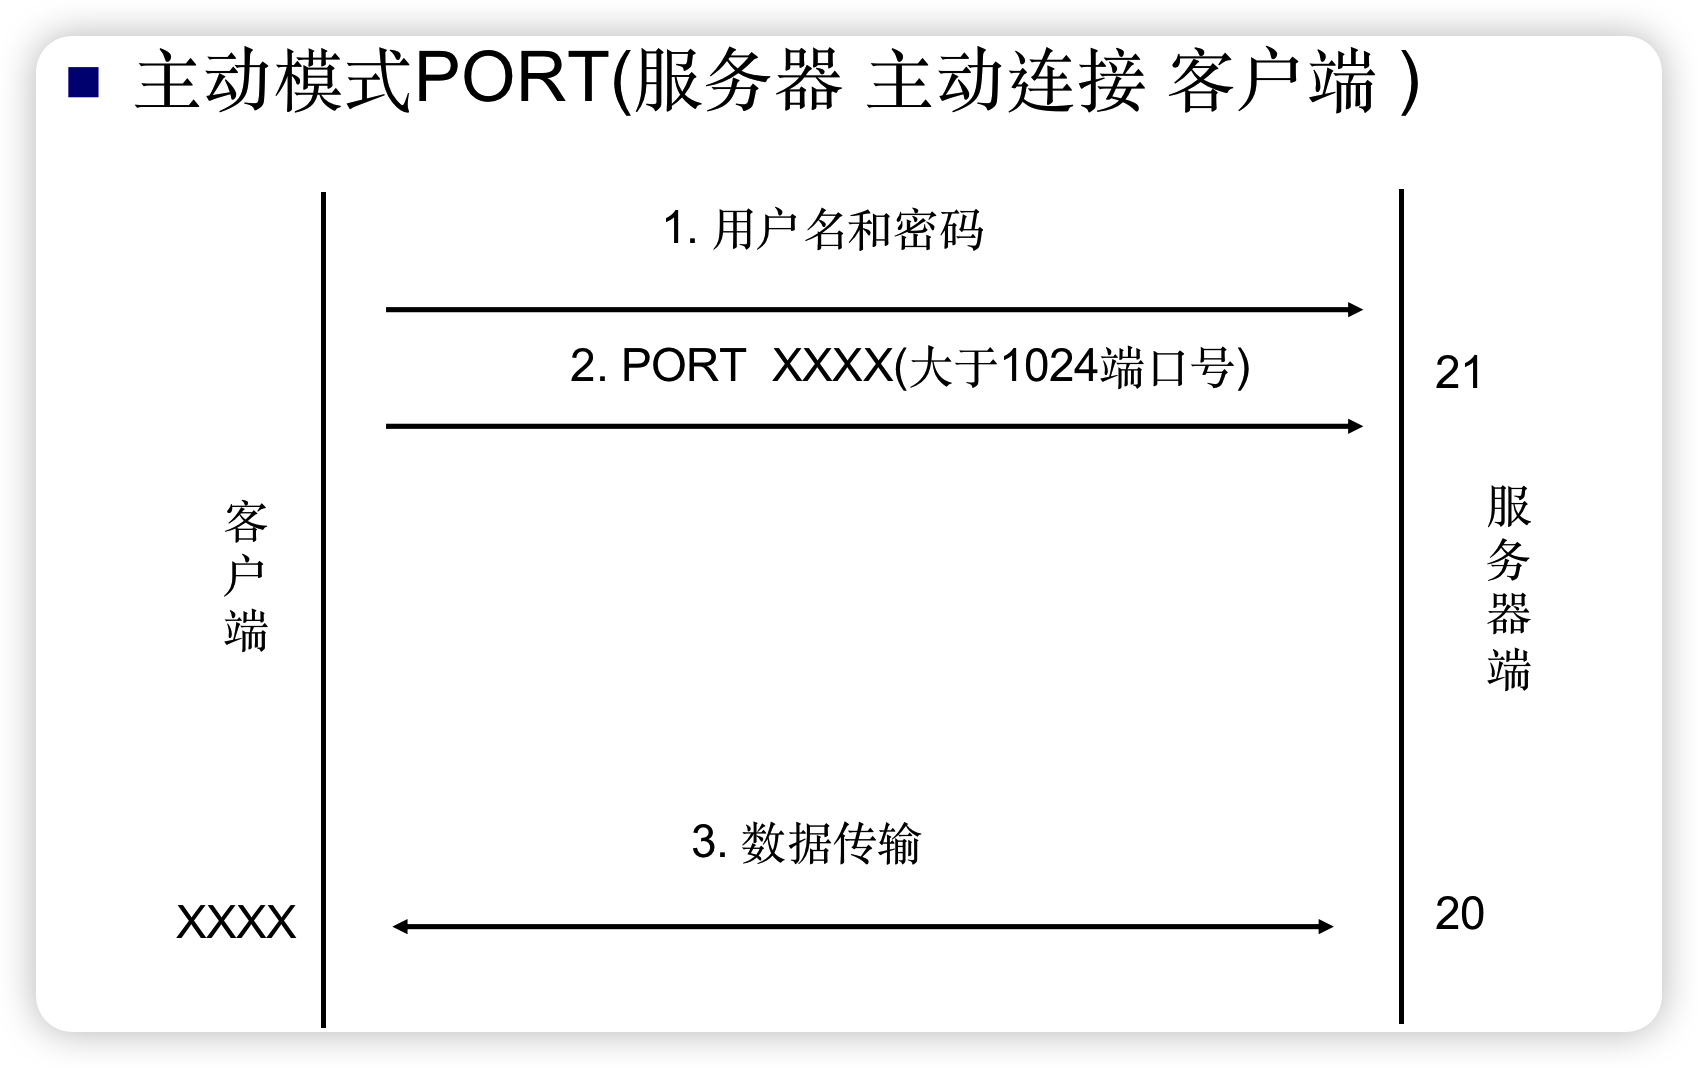 主动模式PORT(服务器 主动连接 客户端 )
1. 用户名和密码
2. PORT XXXX(大于1024端口号)
21
客户端
服务器端
3. 数据传输
XXXX
20